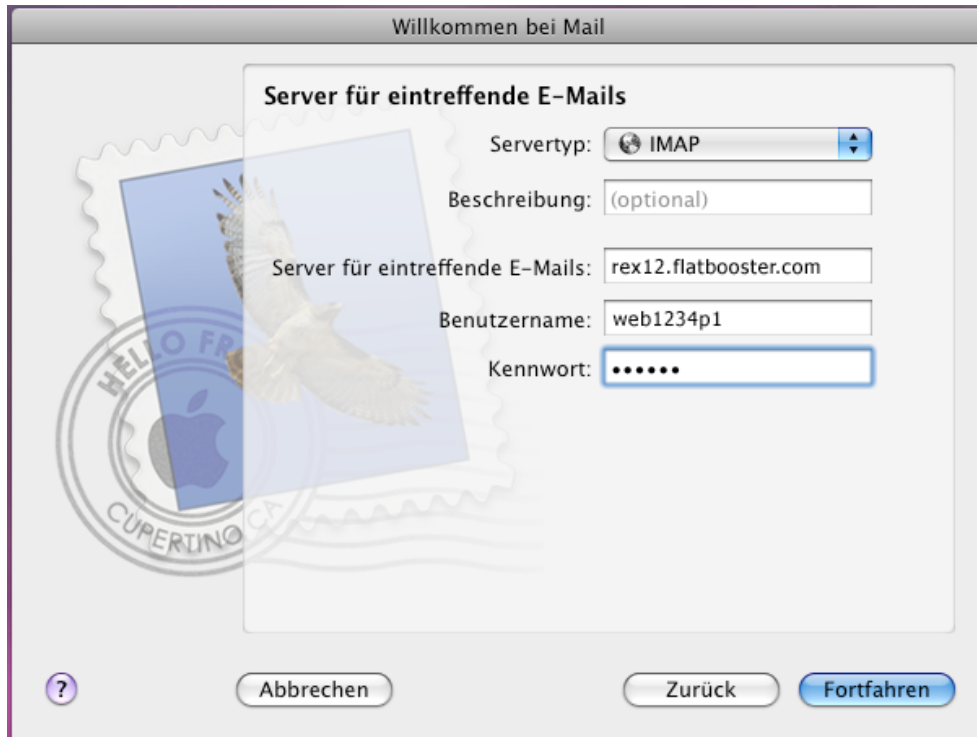 Willkommen bei Mail
Server für eintreffende E-Mails
Servertyp: IMAP
Beschreibung: (optional)
Server für eintreffende E-Mails: rex12.flatbooster.com
Benutzername: web1234p1
Kennwort: ••••••
HELLO FR
CUPERTINO CA
? Abbrechen Zurück Fortfahren